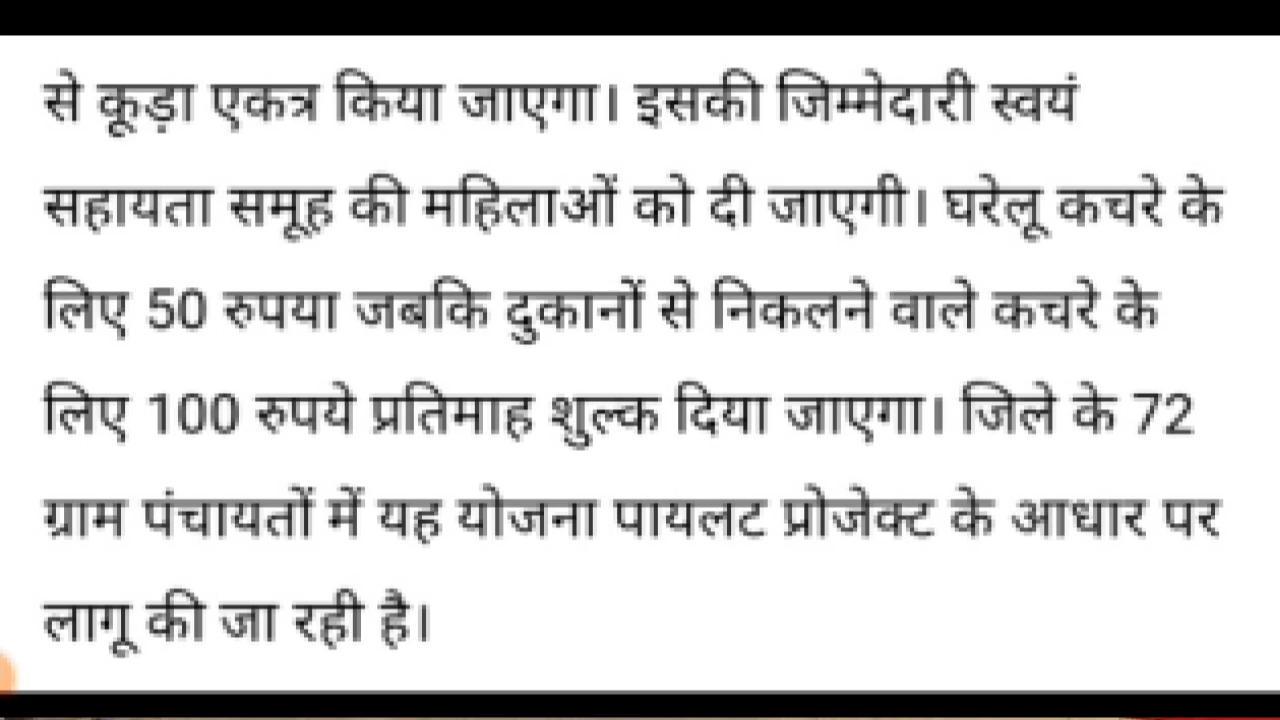 से कूड़ा एकत्र किया जाएगा। इसकी जिम्मेदारी स्वयं
सहायता समूह की महिलाओं को दी जाएगी। घरेलू कचरे के
लिए 50 रुपया जबकि दुकानों से निकलने वाले कचरे के
लिए 100 रुपये प्रतिमाह शुल्क दिया जाएगा। जिले के 72
ग्राम पंचायतों में यह योजना पायलट प्रोजेक्ट के आधार पर
लागू की जा रही है।